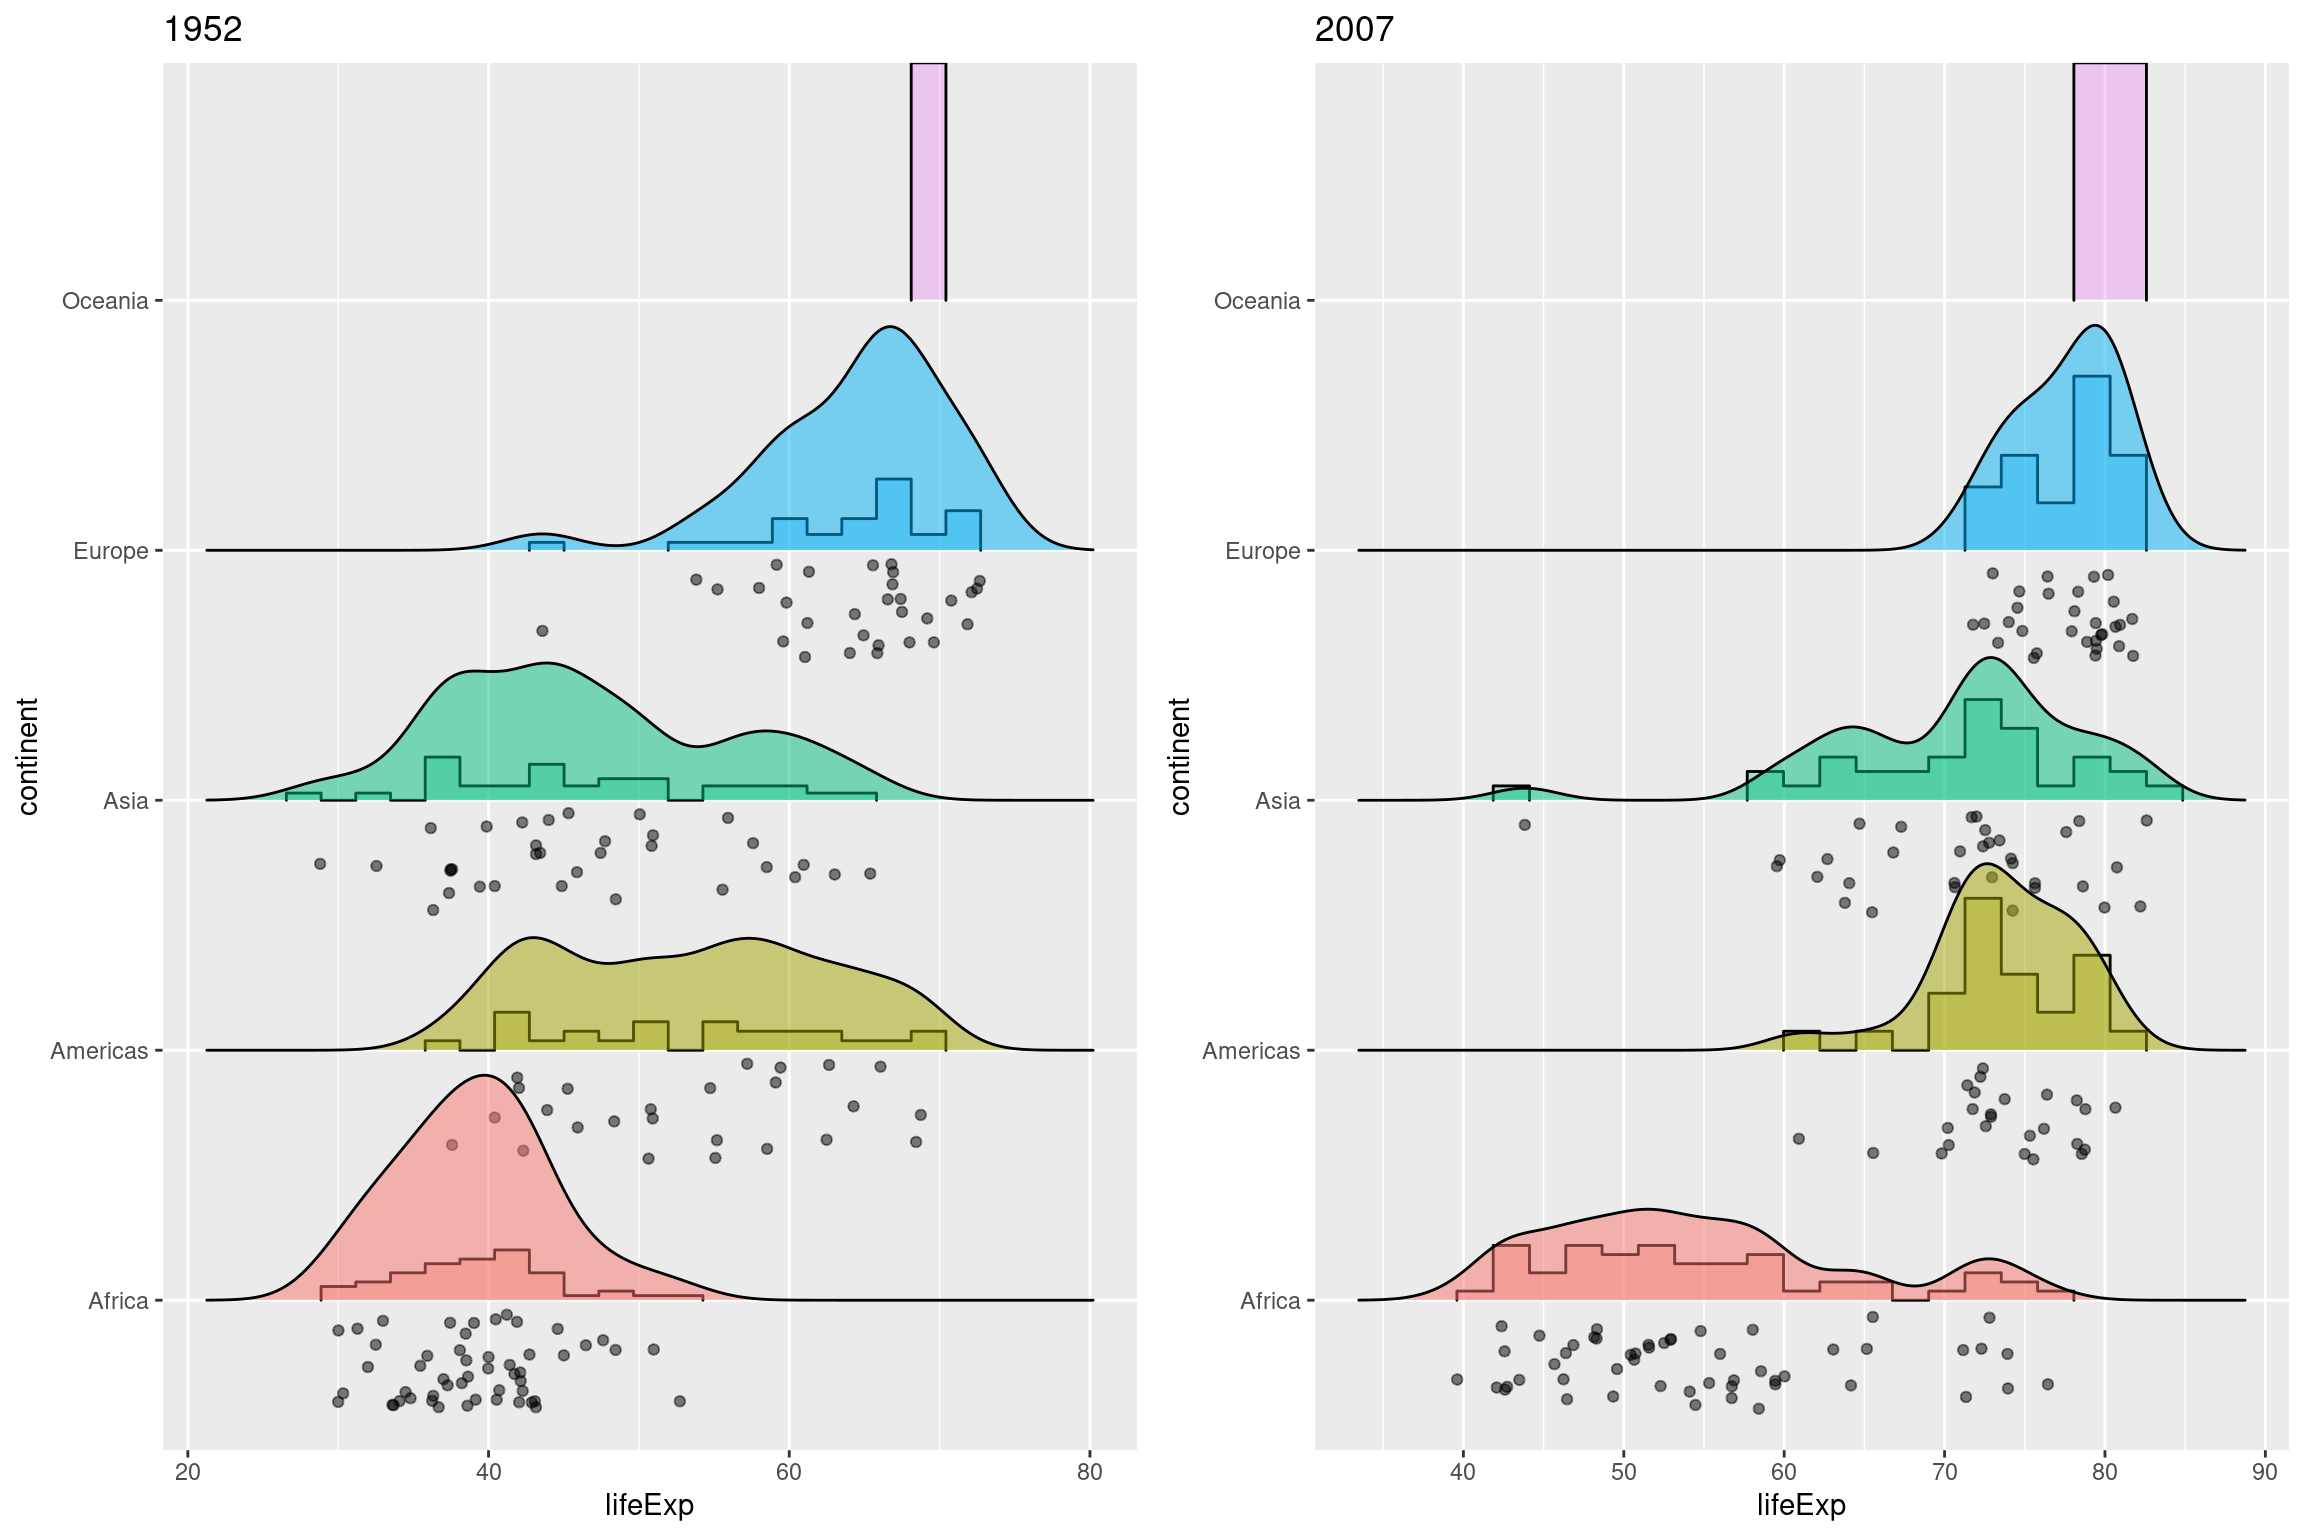 1952
Oceania
Europe
Asia
Americas
Africa
continent
20 40 60 80
lifeExp
2007
Oceania
Europe
Asia
Americas
Africa
continent
40 50 60 70 80 90
lifeExp